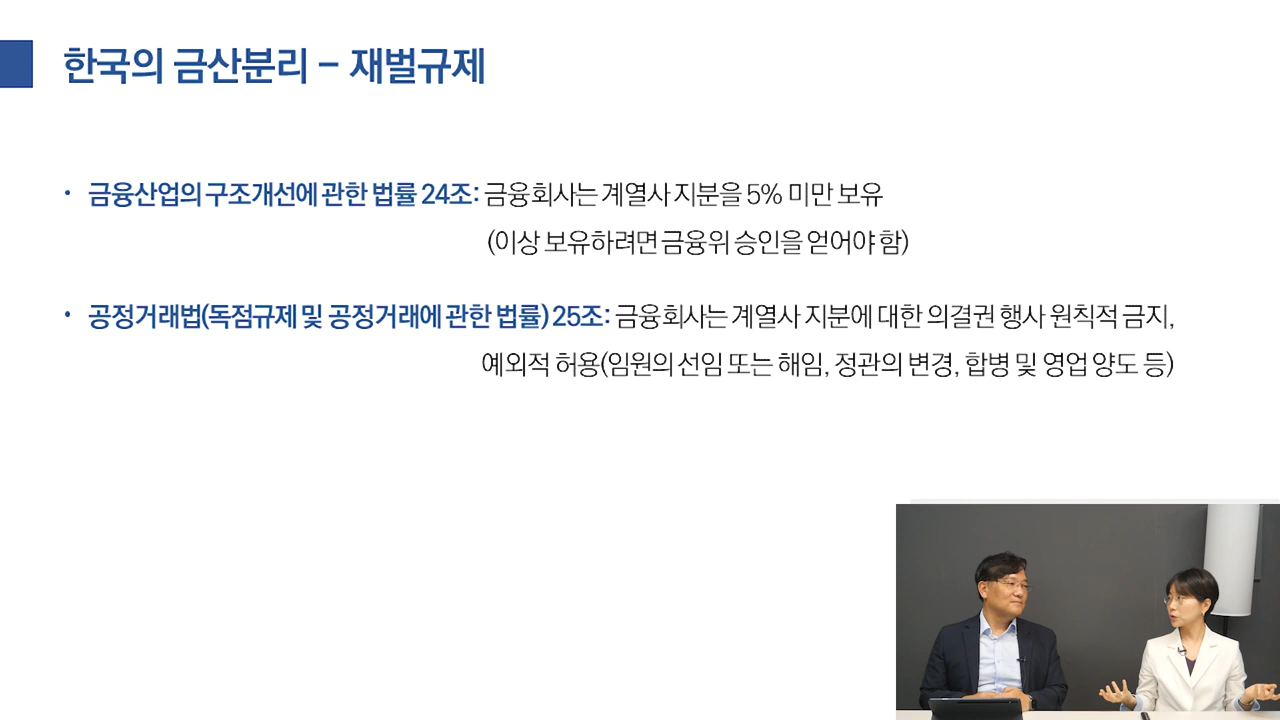 한국의 금산분리 – 재벌규제
• 금융산업의 구조개선에 관한 법률 24조: 금융회사는 계열사 지분을 5% 미만 보유
(이상 보유하려면 금융위 승인을 얻어야 함)
• 공정거래법(독점규제 및 공정거래에 관한 법률) 25조: 금융회사는 계열사 지분에 대한 의결권 행사 원칙적 금지,
예외적 허용(임원의 선임 또는 해임, 정관의 변경, 합병 및 영업 양도 등)